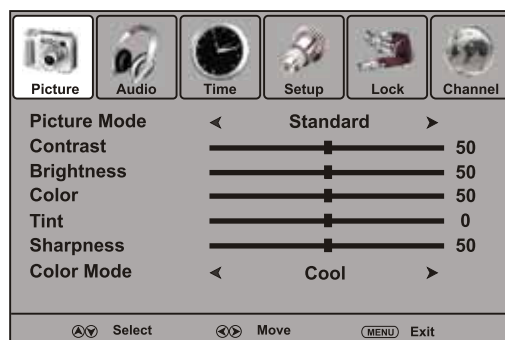 Picture Audio Time Setup Lock Channel
Picture Mode Standard
Contrast 50
Brightness 50
Color 50
Tint 0
Sharpness 50
Color Mode Cool
Select Move MENU Exit